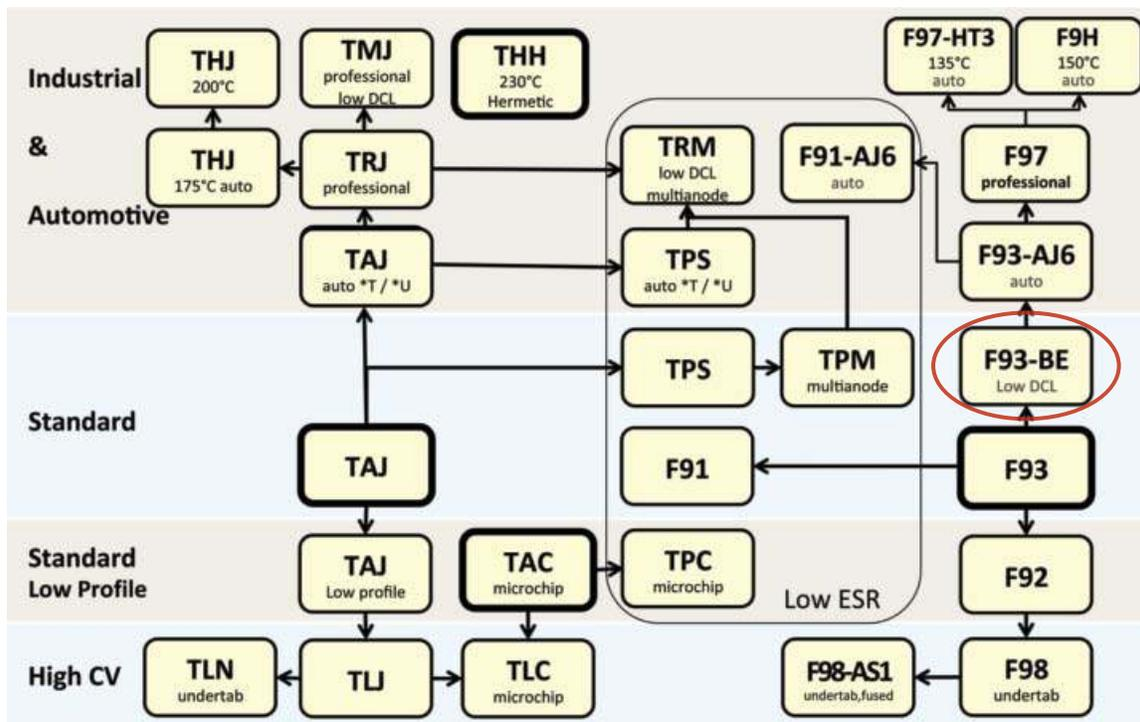 Industrial
&
Automotive
THJ
200°C
TMJ
professional
low DCL
THH
230°C
Hermetic
F97-HT3
135°C
auto
F9H
150°C
auto
THJ
175°C auto
TRJ
professional
TRM
low DCL
multianode
F91-AJ6
auto
F97
professional
TAJ
auto *T / *U
TPS
auto *T / *U
F93-AJ6
auto
Standard
TPS
TPM
multianode
F93-BE
Low DCL
TAJ
F91
F93
Standard
Low Profile
TAJ
Low profile
TAC
microchip
TPC
microchip
Low ESR
F92
High CV
TLN
undertab
TLJ
TLC
microchip
F98-AS1
undertab,fused
F98
undertab